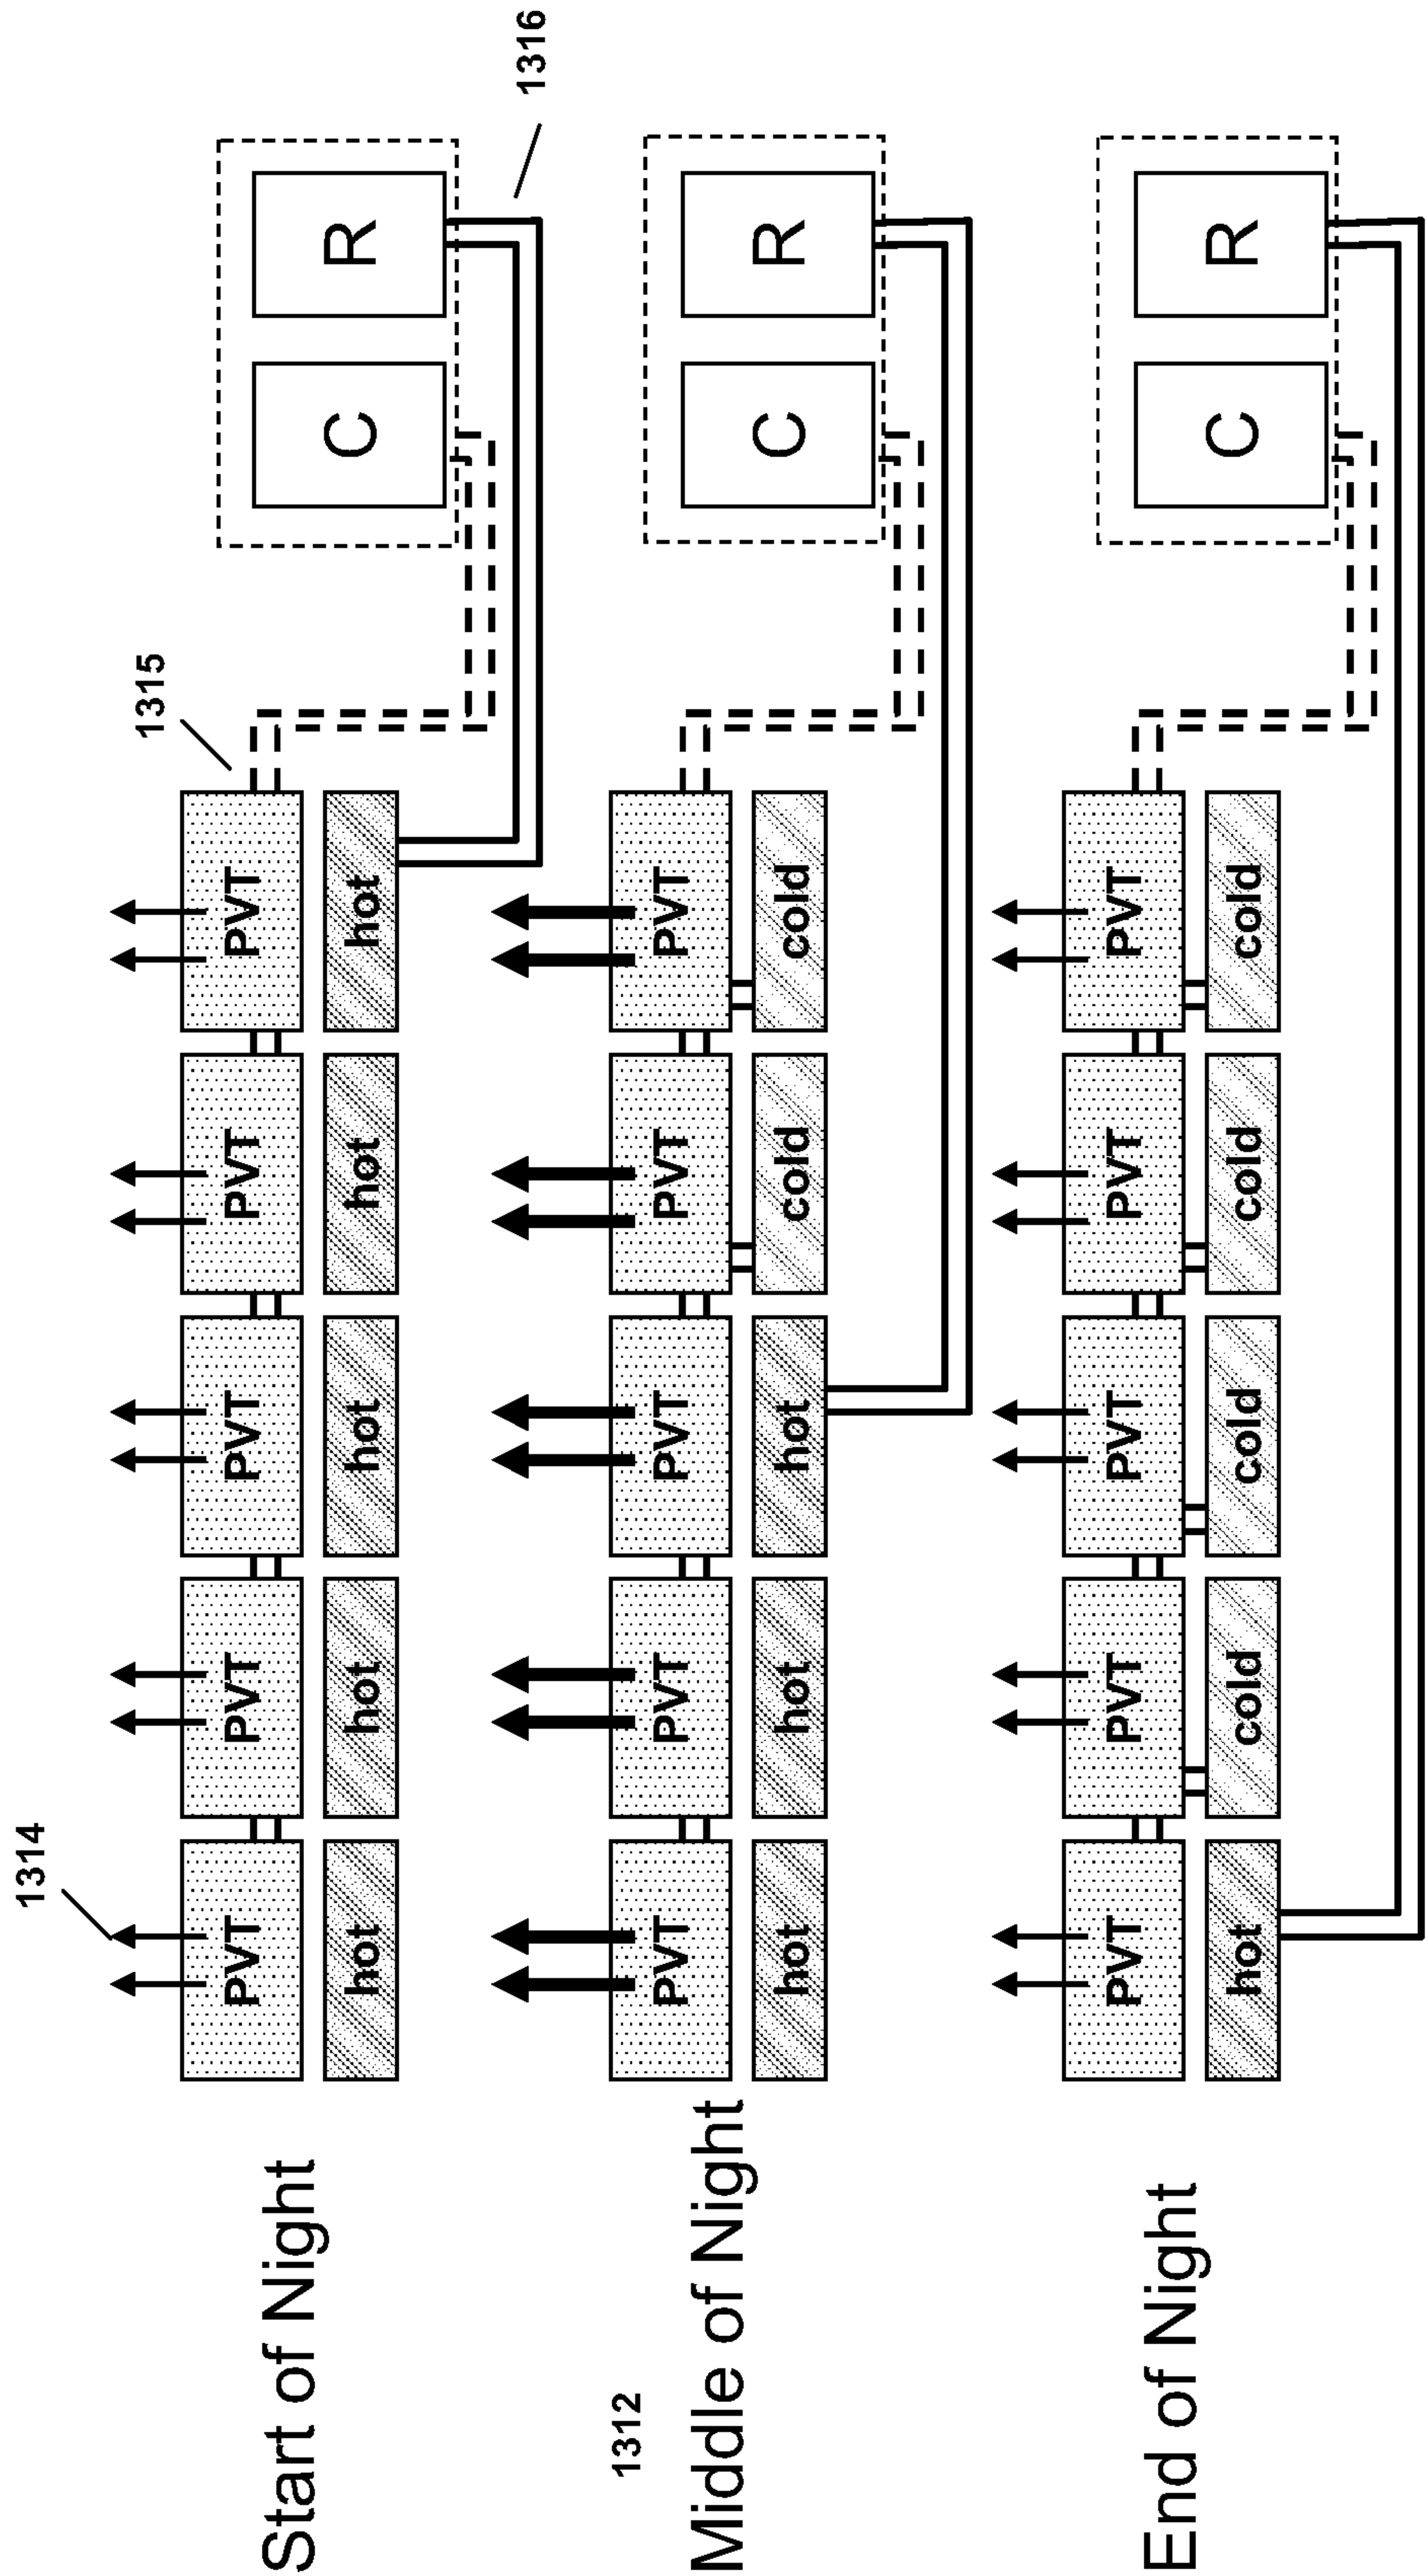 1314
1315
1316
Start of Night
PVT PVT PVT PVT PVT
hot hot hot hot hot
C R
1312
Middle of Night
PVT PVT PVT PVT PVT
hot hot hot cold cold
C R
End of Night
PVT PVT PVT PVT PVT
hot cold cold cold cold
C R